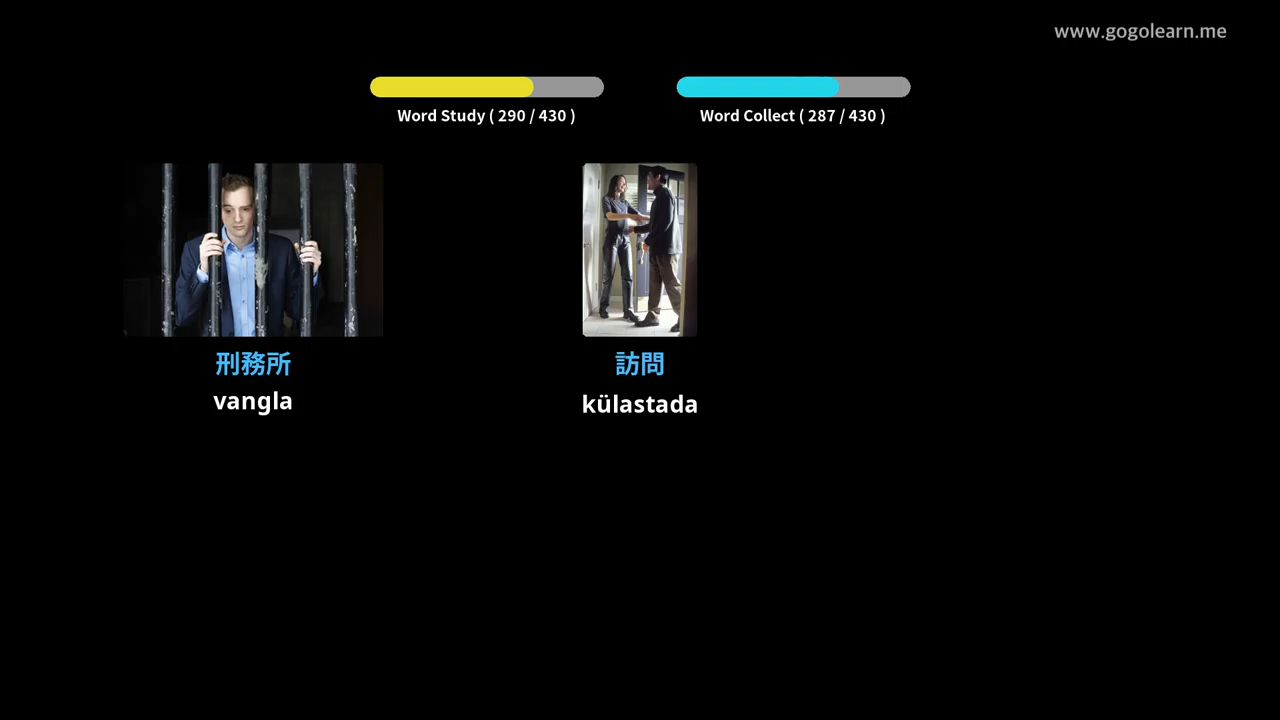 www.gogolearn.me
Word Study ( 290 / 430 )
Word Collect ( 287 / 430 )
刑務所
vangla
訪問
külastada